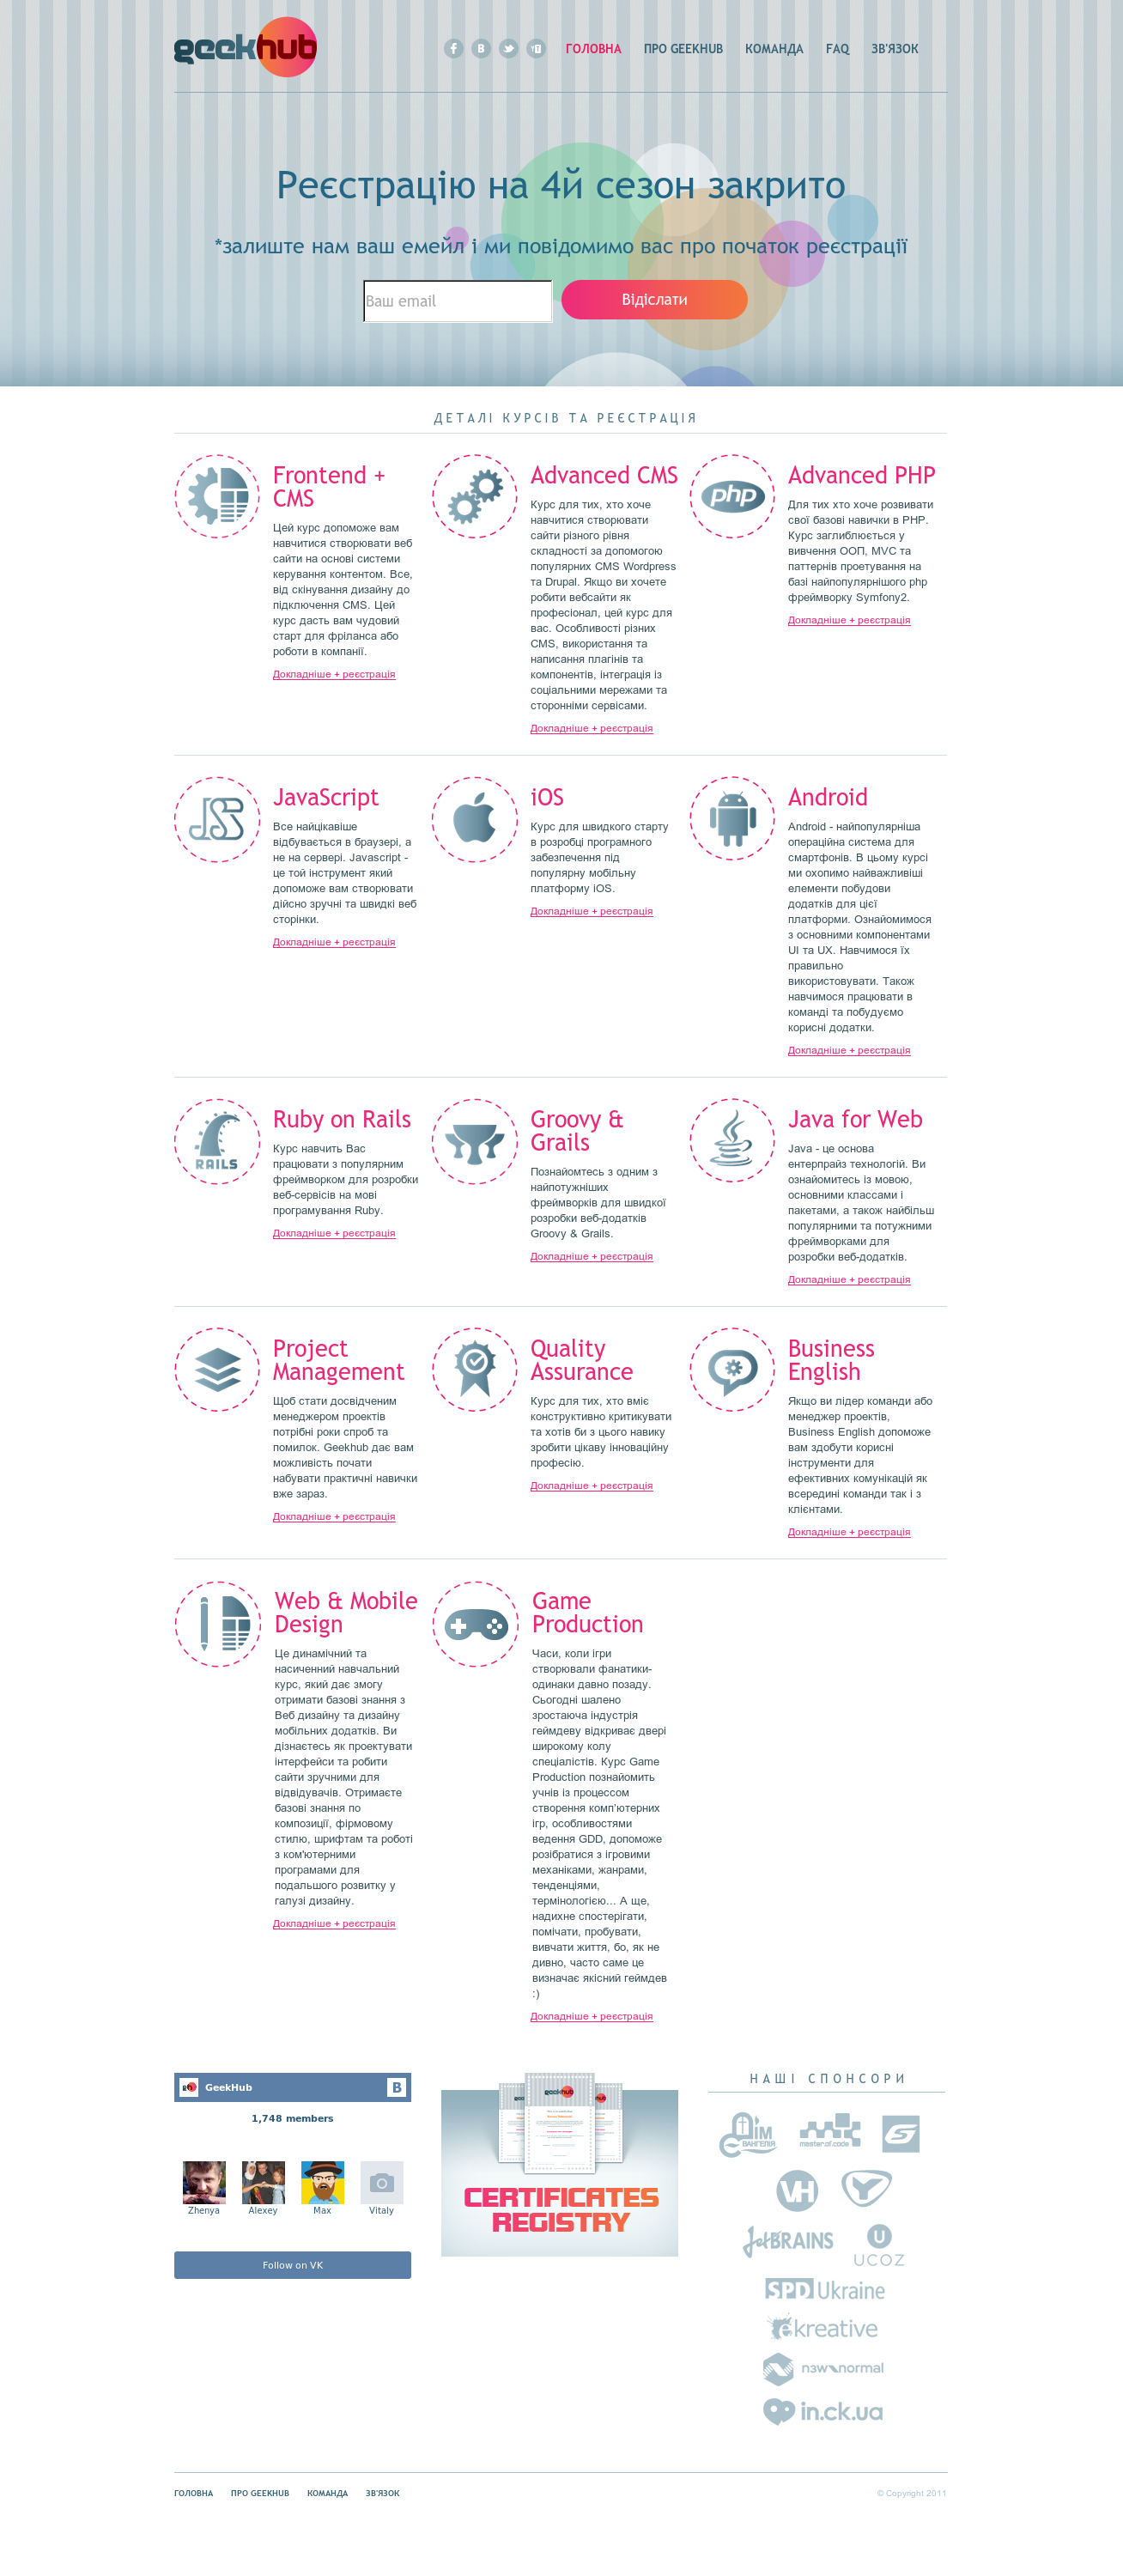 geekhub
ГОЛОВНА ПРО GEEKHUB КОМАНДА FAQ ЗВ'ЯЗОК
Реєстрацію на 4й сезон закрито
*залиште нам ваш емейл і ми повідомимо вас про початок реєстрації
Ваш email
Відіслати
ДЕТАЛІ КУРСІВ ТА РЕЄСТРАЦІЯ
Frontend +
CMS
Цей курс допоможе вам
навчитися створювати веб
сайти на основі системи
керування контентом. Все,
від скінування дизайну до
підключення CMS. Цей
курс дасть вам чудовий
старт для фріланса або
роботи в компанії.
Докладніше + реєстрація
Advanced CMS
Курс для тих, хто хоче
навчитися створювати
сайти різного рівня
складності за допомогою
популярних CMS Wordpress
та Drupal. Якщо ви хочете
робити вебсайти як
професіонал, цей курс для
вас. Особливості різних
CMS, використання та
написання плагінів та
компонентів, інтеграція із
соціальними мережами та
сторонніми сервісами.
Докладніше + реєстрація
php
Advanced PHP
Для тих хто хоче розвивати
свої базові навички в PHP.
Курс заглиблюється у
вивчення ООП, MVC та
паттернів проетування на
базі найпопулярнішого php
фреймворку Symfony2.
Докладніше + реєстрація
JS
JavaScript
Все найцікавіше
відбувається в браузері, а
не на сервері. Javascript -
це той інструмент який
допоможе вам створювати
дійсно зручні та швидкі веб
сторінки.
Докладніше + реєстрація
iOS
Курс для швидкого старту
в розробці програмного
забезпечення під
популярну мобільну
платформу iOS.
Докладніше + реєстрація
Android
Android - найпопулярніша
операційна система для
смартфонів. В цьому курсі
ми охопимо найважливіші
елементи побудови
додатків для цієї
платформи. Ознайомимося
з основними компонентами
UI та UX. Навчимося їх
правильно
використовувати. Також
навчимося працювати в
команді та побудуємо
корисні додатки.
Докладніше + реєстрація
RAILS
Ruby on Rails
Курс навчить Вас
працювати з популярним
фреймворком для розробки
веб-сервісів на мові
програмування Ruby.
Докладніше + реєстрація
Groovy &
Grails
Познайомтесь з одним з
найпотужніших
фреймворків для швидкої
розробки веб-додатків
Groovy & Grails.
Докладніше + реєстрація
Java for Web
Java - це основа
ентерпрайз технологій. Ви
ознайомитесь із мовою,
основними классами і
пакетами, а також найбільш
популярними та потужними
фреймворками для
розробки веб-додатків.
Докладніше + реєстрація
Project
Management
Щоб стати досвідченим
менеджером проектів
потрібні роки спроб та
помилок. Geekhub дає вам
можливість почати
набувати практичні навички
вже зараз.
Докладніше + реєстрація
Quality
Assurance
Курс для тих, хто вміє
конструктивно критикувати
та хотів би з цього навику
зробити цікаву інноваційну
професію.
Докладніше + реєстрація
Business
English
Якщо ви лідер команди або
менеджер проектів,
Business English допоможе
вам здобути корисні
інструменти для
ефективних комунікацій як
всередині команди так і з
клієнтами.
Докладніше + реєстрація
Web & Mobile
Design
Це динамічний та
насиченний навчальний
курс, який дає змогу
отримати базові знання з
Веб дизайну та дизайну
мобільних додатків. Ви
дізнаєтесь як проектувати
інтерфейси та робити
сайти зручними для
відвідувачів. Отримаєте
базові знання по
композиції, фірмовому
стилю, шрифтам та роботі
з ком'ютерними
програмами для
подальшого розвитку у
галузі дизайну.
Докладніше + реєстрація
Game
Production
Часи, коли ігри
створювали фанатики-
одинаки давно позаду.
Сьогодні шалено
зростаюча індустрія
геймдеву відкриває двері
широкому колу
спеціалістів. Курс Game
Production познайомить
учнів із процессом
створення комп'ютерних
ігр, особливостями
ведення GDD, допоможе
розібратися з ігровими
механіками, жанрами,
тенденціями,
термінологією... А ще,
надихне спостерігати,
помічати, пробувати,
вивчати життя, бо, як не
дивно, часто саме це
визначає якісний геймдев
:)
Докладніше + реєстрація
gh GeekHub B
1,748 members
Zhenya Alexey Max Vitaly
Follow on VK
geekhub
CERTIFICATES
REGISTRY
НАШІ СПОНСОРИ
Дім
ЄВАНГЕЛІЯ
master.of.code
VH
JetBRAINS
UCOZ
SPD Ukraine
ekreative
n3wnormal
in.ck.ua
ГОЛОВНА ПРО GEEKHUB КОМАНДА ЗВ'ЯЗОК
© Copyright 2011